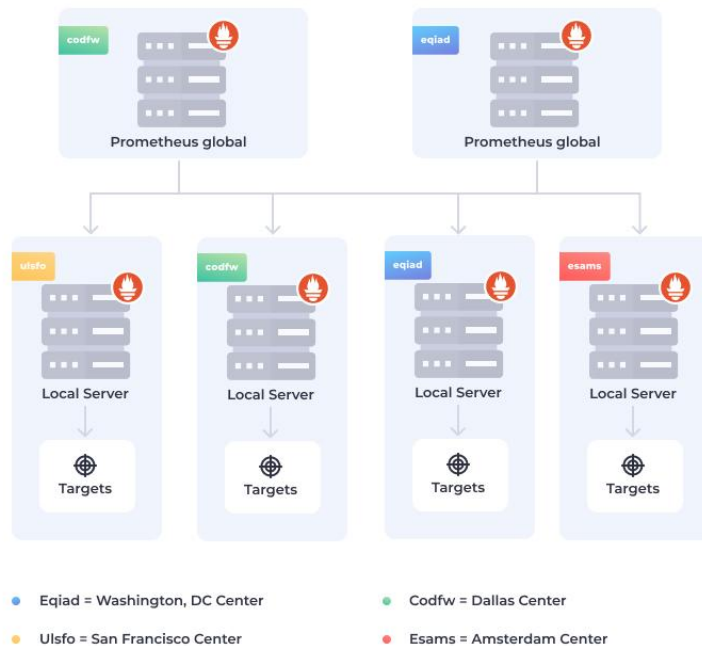 codfw
eqiad
Prometheus global
Prometheus global
ulsfo
codfw
eqiad
esams
Local Server
Local Server
Local Server
Local Server
Targets
Targets
Targets
Targets
Eqiad = Washington, DC Center
Codfw = Dallas Center
Ulsfo = San Francisco Center
Esams = Amsterdam Center